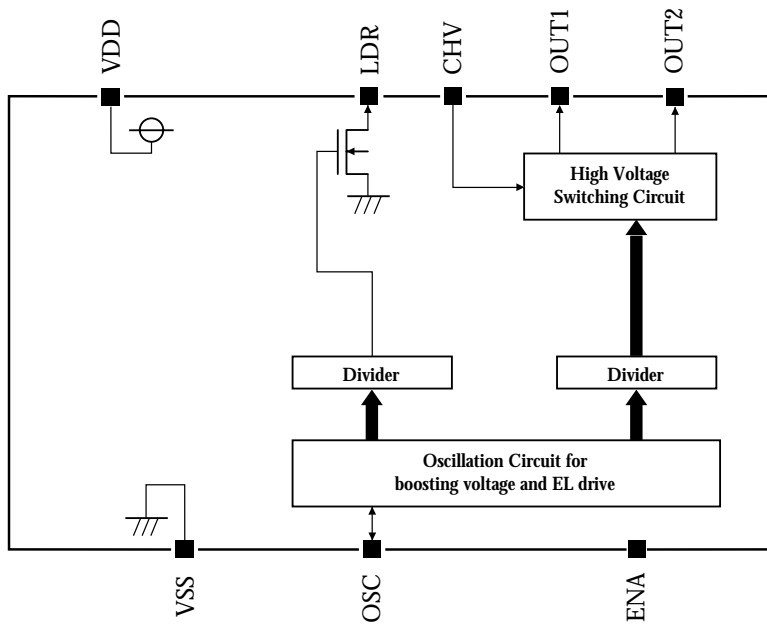 VDD
LDR
CHV
OUT1
OUT2
High Voltage
Switching Circuit
Divider
Divider
Oscillation Circuit for
boosting voltage and EL drive
VSS
OSC
ENA